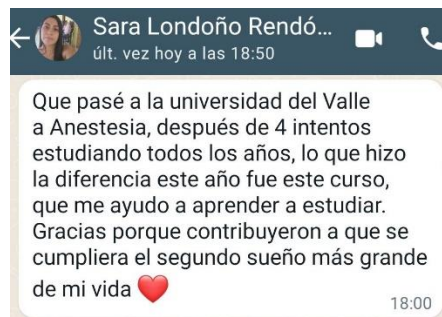 Sara Londoño Rendó...
últ. vez hoy a las 18:50
Que pasé a la universidad del Valle
a Anestesia, después de 4 intentos
estudiando todos los años, lo que hizo
la diferencia este año fue este curso,
que me ayudo a aprender a estudiar.
Gracias porque contribuyeron a que se
cumpliera el segundo sueño más grande
de mi vida ❤️
18:00